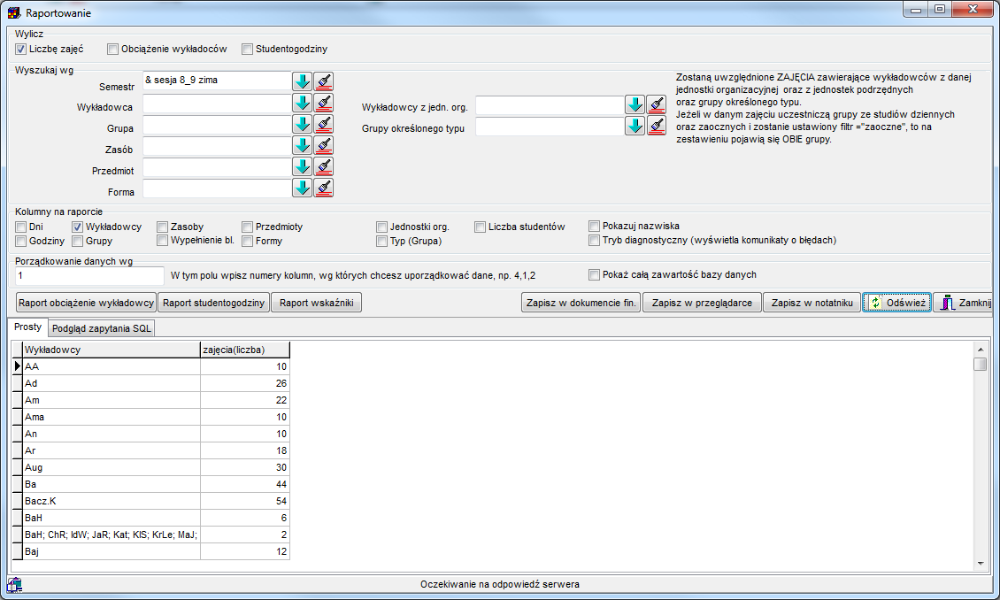 Raportowanie
Wylicz
Liczbę zajęć Obciążenie wykładoców Studentogodziny
Wyszukaj wg
Semestr & sesja 8_9 zima
Wykładowca
Grupa
Zasób
Przedmiot
Forma
Wykładowcy z jedn. org.
Grupy określonego typu
Zostaną uwzględnione ZAJĘCIA zawierające wykładowców z danej
jednostki organizacyjnej oraz z jednostek podrzędnych
oraz grupy określonego typu.
Jeżeli w danym zajęciu uczestniczą grupy ze studiów dziennych
oraz zaocznych i zostanie ustawiony filtr ="zaoczne", to na
zestawieniu pojawią się OBIE grupy.
Kolumny na raporcie
Dni Wykładowcy Zasoby Przedmioty Jednostki org. Liczba studentów Pokazuj nazwiska
Godziny Grupy Wypełnienie bl. Formy Typ (Grupa) Tryb diagnostyczny (wyświetla komunikaty o błędach)
Porządkowanie danych wg
1 W tym polu wpisz numery kolumn, wg których chcesz uporządkować dane, np. 4,1,2 Pokaż całą zawartość bazy danych
Raport obciążenie wykładowcy Raport studentogodziny Raport wskaźniki Zapisz w dokumencie fin. Zapisz w przeglądarce Zapisz w notatniku Odśwież Zamknij
Prosty Podgląd zapytania SQL
Wykładowcy zajęcia(liczba)
AA 10
Ad 26
Am 22
Ama 10
An 10
Ar 18
Aug 30
Ba 44
Bacz.K 54
BaH 6
BaH; ChR; IdW; JaR; Kat; KlS; KrLe; MaJ; 2
Baj 12
Oczekiwanie na odpowiedź serwera